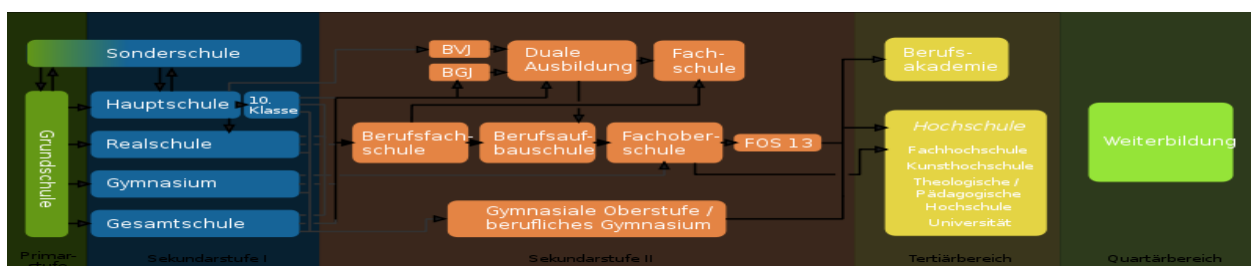 Sonderschule
Grundschule
Hauptschule
10.
Klasse
Realschule
Gymnasium
Gesamtschule
BVJ
BGJ
Duale
Ausbildung
Fach-
schule
Berufsfach-
schule
Berufsauf-
bauschule
Fachober-
schule
FOS 13
Gymnasiale Oberstufe /
berufliches Gymnasium
Berufs-
akademie
Hochschule
Fachhochschule
Kunsthochschule
Theologische /
Pädagogische
Hochschule
Universität
Weiterbildung
Primar-
stufe
Sekundarstufe I
Sekundarstufe II
Tertiärbereich
Quartärbereich